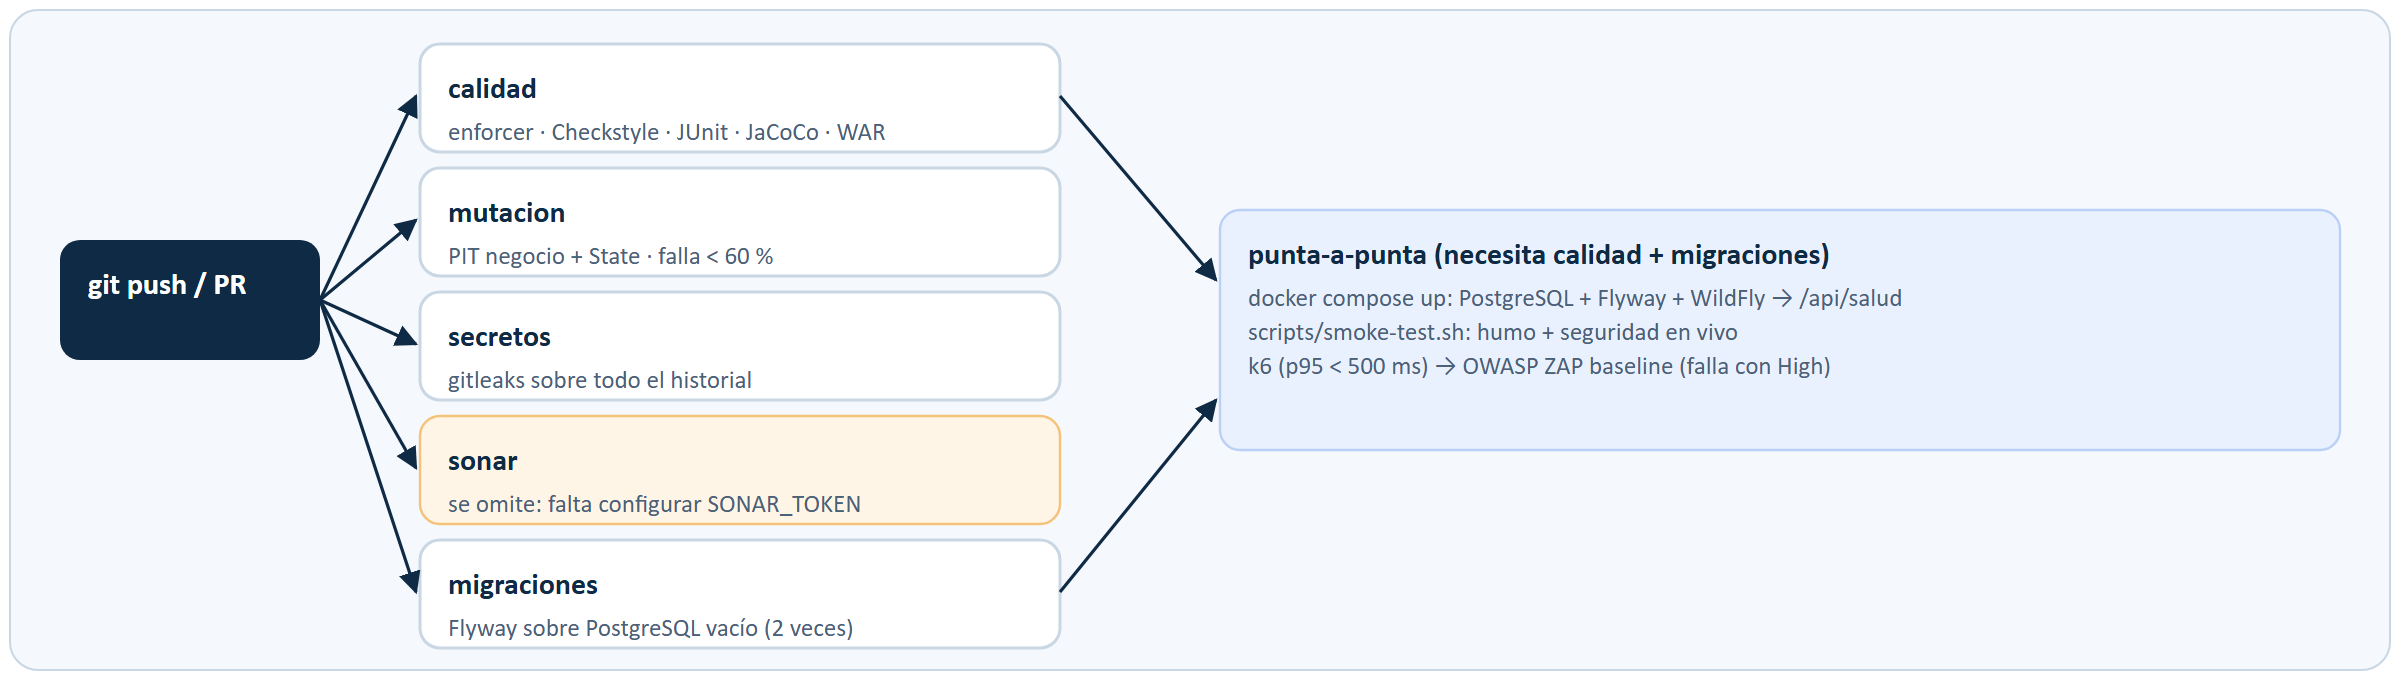 git push / PR
calidad
enforcer · Checkstyle · JUnit · JaCoCo · WAR
mutacion
PIT negocio + State · falla < 60 %
secretos
gitleaks sobre todo el historial
sonar
se omite: falta configurar SONAR_TOKEN
migraciones
Flyway sobre PostgreSQL vacío (2 veces)
punta-a-punta (necesita calidad + migraciones)
docker compose up: PostgreSQL + Flyway + WildFly → /api/salud
scripts/smoke-test.sh: humo + seguridad en vivo
k6 (p95 < 500 ms) → OWASP ZAP baseline (falla con High)